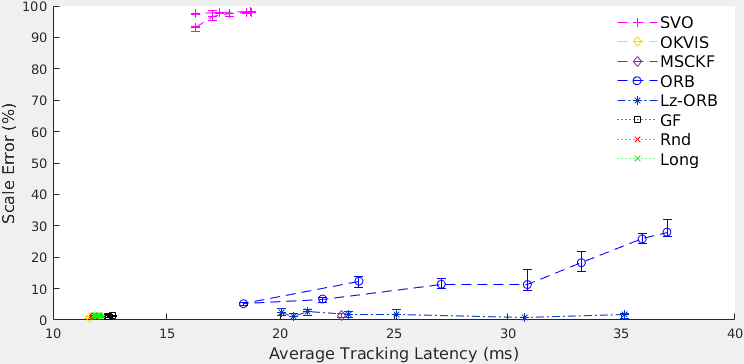 100
90
80
70
60
50
40
30
20
10
0
Scale Error (%)
10 15 20 25 30 35 40
Average Tracking Latency (ms)
SVO
OKVIS
MSCKF
ORB
Lz-ORB
GF
Rnd
Long